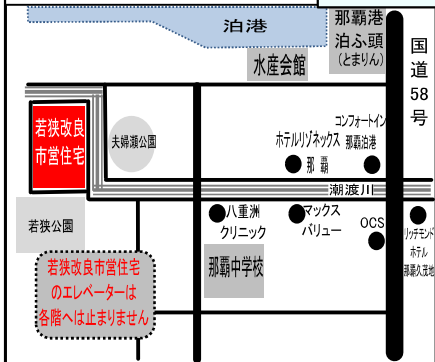 泊港
那覇港
泊ふ頭
(とまりん)
水産会館
国道58号
若狭改良
市営住宅
夫婦瀬公園
コンフォートイン
那覇泊港
ホテルリゾネックス
那覇
潮渡川
若狭公園
八重洲
クリニック
マックス
バリュー
OCS
リッチモンド
ホテル
那覇久茂地
那覇中学校
若狭改良市営住宅
のエレベーターは
各階へは止まりません